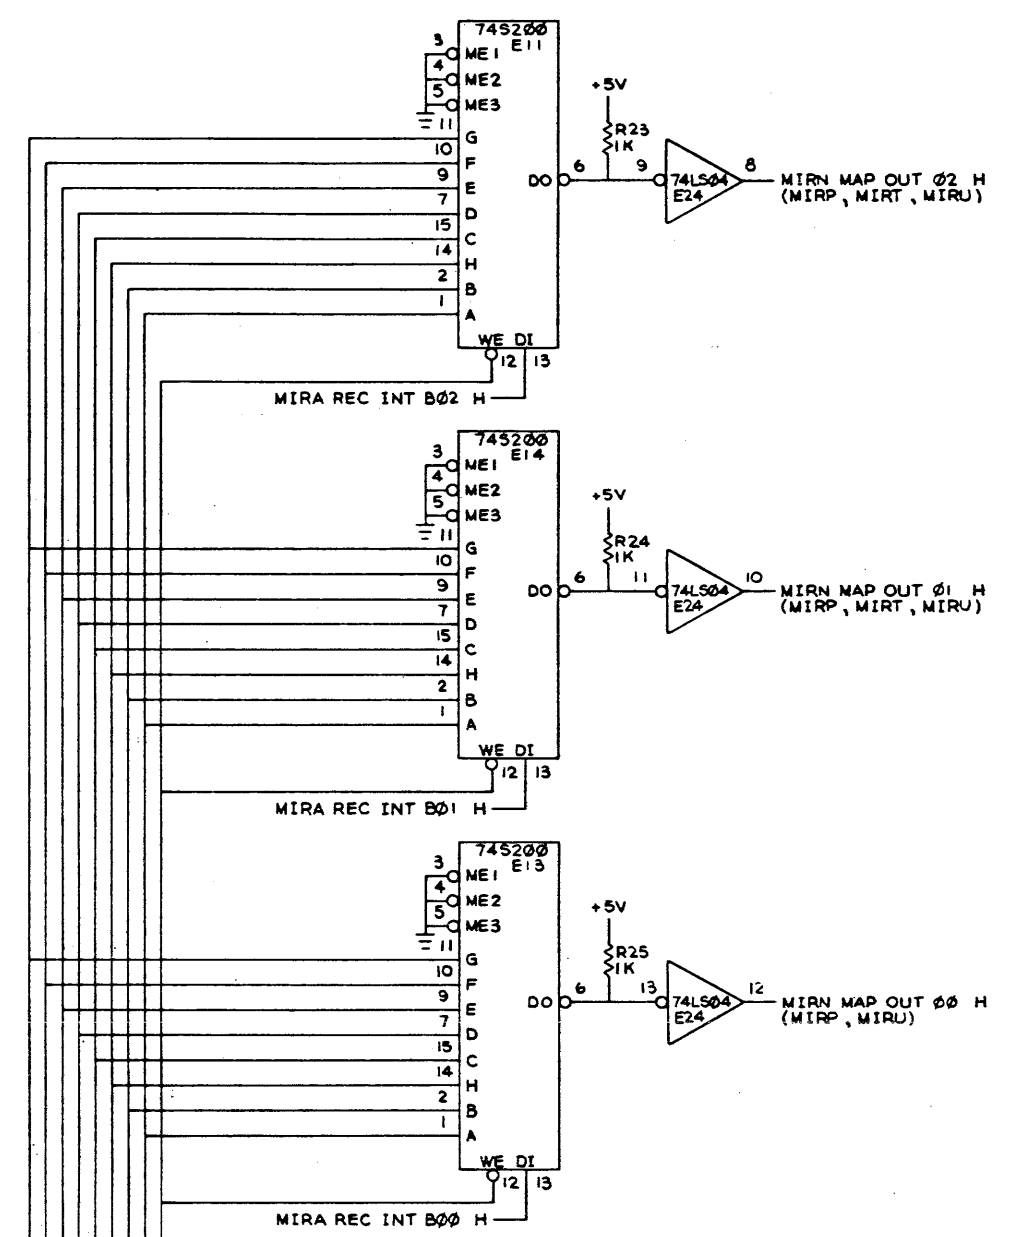 74S2ØØ
E11
3 ME1
4 ME2
5 ME3
11 G
10 F
9 E
7 D
15 C
14 H
2 B
1 A
WE DI
12 13
DO 6
+5V
R23
1K
9 74LSØ4 8
E24
MIRN MAP OUT Ø2 H
(MIRP, MIRT, MIRU)
MIRA REC INT BØ2 H
74S2ØØ
E14
3 ME1
4 ME2
5 ME3
11 G
10 F
9 E
7 D
15 C
14 H
2 B
1 A
WE DI
12 13
DO 6
+5V
R24
1K
11 74LSØ4 10
E24
MIRN MAP OUT Ø1 H
(MIRP, MIRT, MIRU)
MIRA REC INT BØ1 H
74S2ØØ
E13
3 ME1
4 ME2
5 ME3
11 G
10 F
9 E
7 D
15 C
14 H
2 B
1 A
WE DI
12 13
DO 6
+5V
R25
1K
13 74LSØ4 12
E24
MIRN MAP OUT ØØ H
(MIRP, MIRU)
MIRA REC INT BØØ H